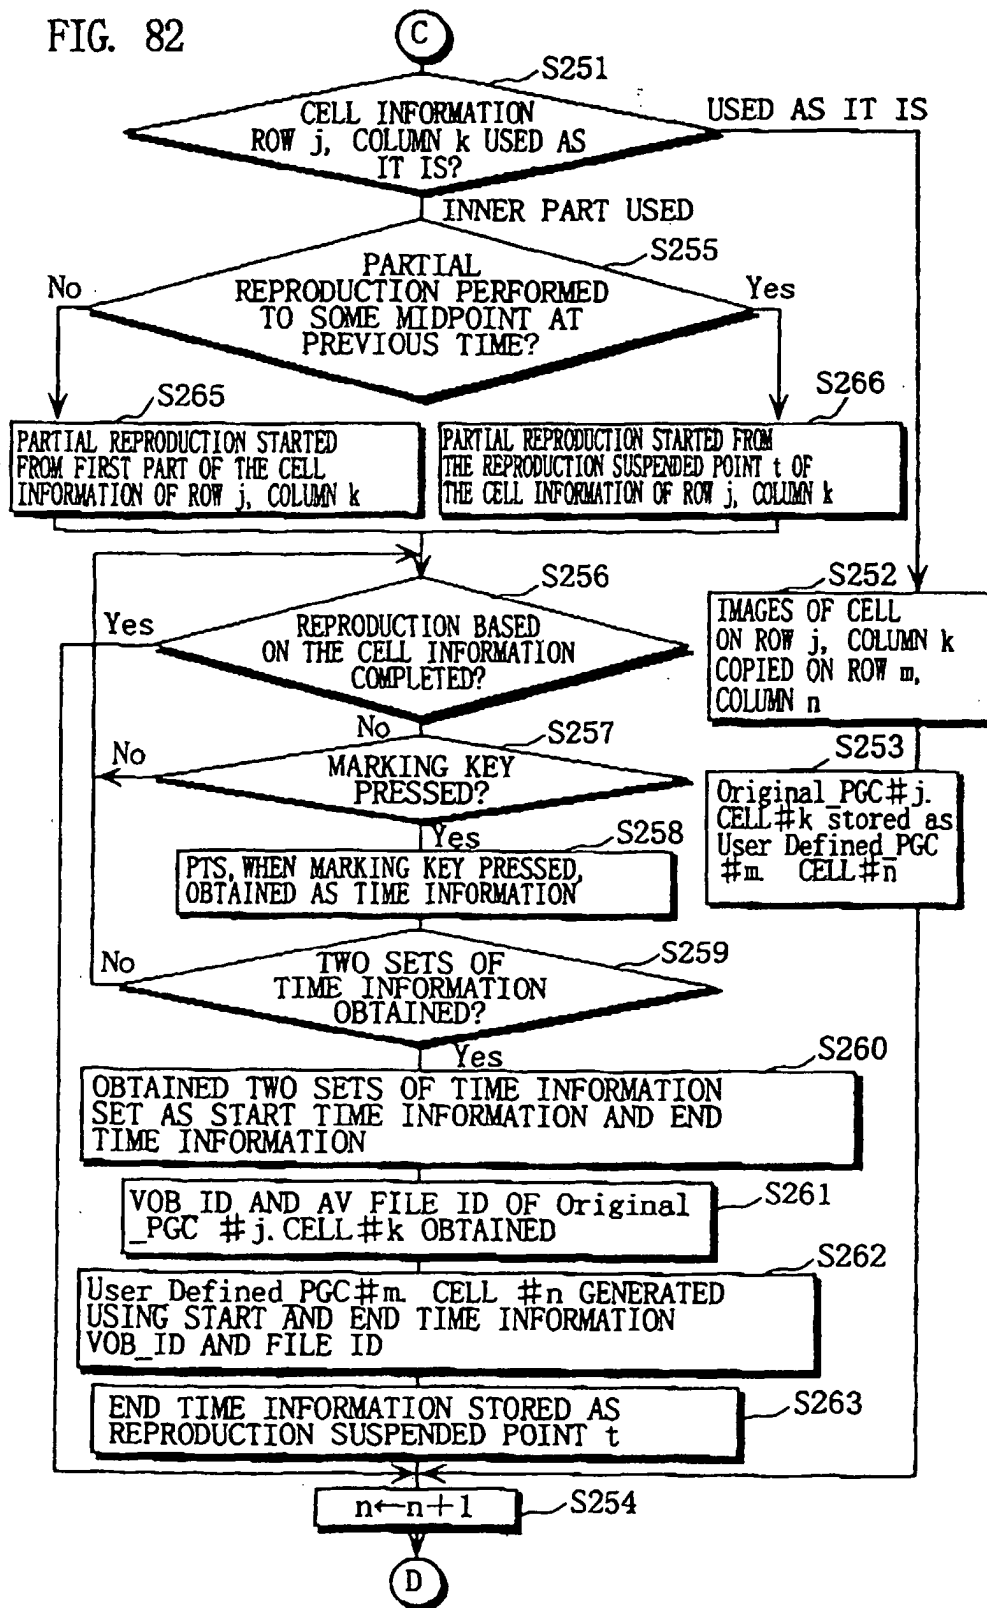 FIG. 82
C
S251
CELL INFORMATION
ROW j, COLUMN k USED AS
IT IS?
USED AS IT IS
INNER PART USED
S255
PARTIAL
REPRODUCTION PERFORMED
TO SOME MIDPOINT AT
PREVIOUS TIME?
No
Yes
S265
PARTIAL REPRODUCTION STARTED
FROM FIRST PART OF THE CELL
INFORMATION OF ROW j, COLUMN k
S266
PARTIAL REPRODUCTION STARTED FROM
THE REPRODUCTION SUSPENDED POINT t OF
THE CELL INFORMATION OF ROW j, COLUMN k
S256
Yes
REPRODUCTION BASED
ON THE CELL INFORMATION
COMPLETED?
S252
IMAGES OF CELL
ON ROW j, COLUMN k
COPIED ON ROW m,
COLUMN n
No
S257
No
MARKING KEY
PRESSED?
S253
Original_PGC#j.
CELL#k stored as
User Defined_PGC
#m. CELL#n
Yes
S258
PTS, WHEN MARKING KEY PRESSED,
OBTAINED AS TIME INFORMATION
S259
No
TWO SETS OF
TIME INFORMATION
OBTAINED?
Yes
S260
OBTAINED TWO SETS OF TIME INFORMATION
SET AS START TIME INFORMATION AND END
TIME INFORMATION
S261
VOB_ID AND AV FILE ID OF Original
_PGC #j. CELL#k OBTAINED
S262
User Defined_PGC#m. CELL #n GENERATED
USING START AND END TIME INFORMATION
VOB_ID AND FILE ID
S263
END TIME INFORMATION STORED AS
REPRODUCTION SUSPENDED POINT t
n←n+1
S254
D